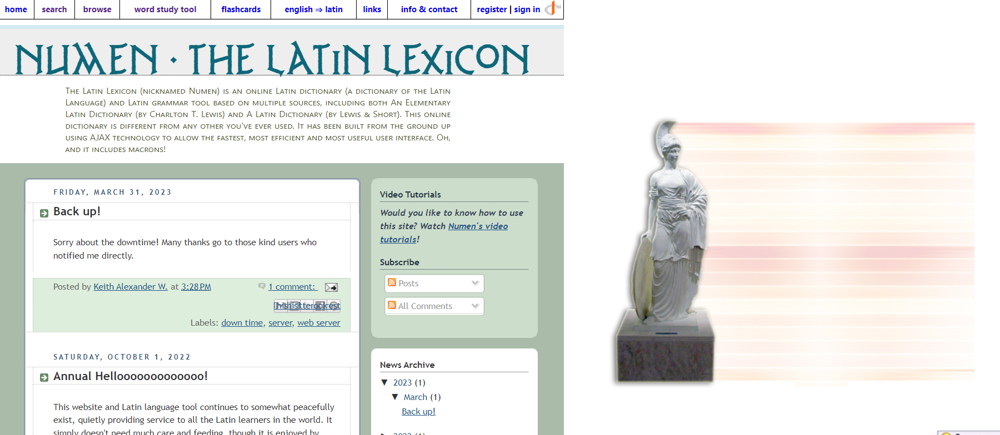 home search browse word study tool flashcards english ⇒ latin links info & contact register | sign in
NUMEN · THE LATIN LEXICON
The Latin Lexicon (nicknamed Numen) is an online Latin dictionary (a dictionary of the Latin
Language) and Latin grammar tool based on multiple sources, including both An Elementary
Latin Dictionary (by Charlton T. Lewis) and A Latin Dictionary (by Lewis & Short). This online
dictionary is different from any other you've ever used. It has been built from the ground up
using AJAX technology to allow the fastest, most efficient and most useful user interface. Oh,
and it includes macrons!
FRIDAY, MARCH 31, 2023
Back up!
Sorry about the downtime! Many thanks go to those kind users who
notified me directly.
Posted by Keith Alexander W. at 3:28 PM 1 comment:
Labels: down time, server, web server
SATURDAY, OCTOBER 1, 2022
Annual Hellooooooooooooo!
This website and Latin language tool continues to somewhat peacefully
exist, quietly providing service to all the Latin learners in the world. It
simply doesn't need much care and feeding, though it is enjoyed by
Video Tutorials
Would you like to know how to use
this site? Watch Numen's video
tutorials!
Subscribe
Posts
All Comments
News Archive
▼ 2023 (1)
▼ March (1)
Back up!